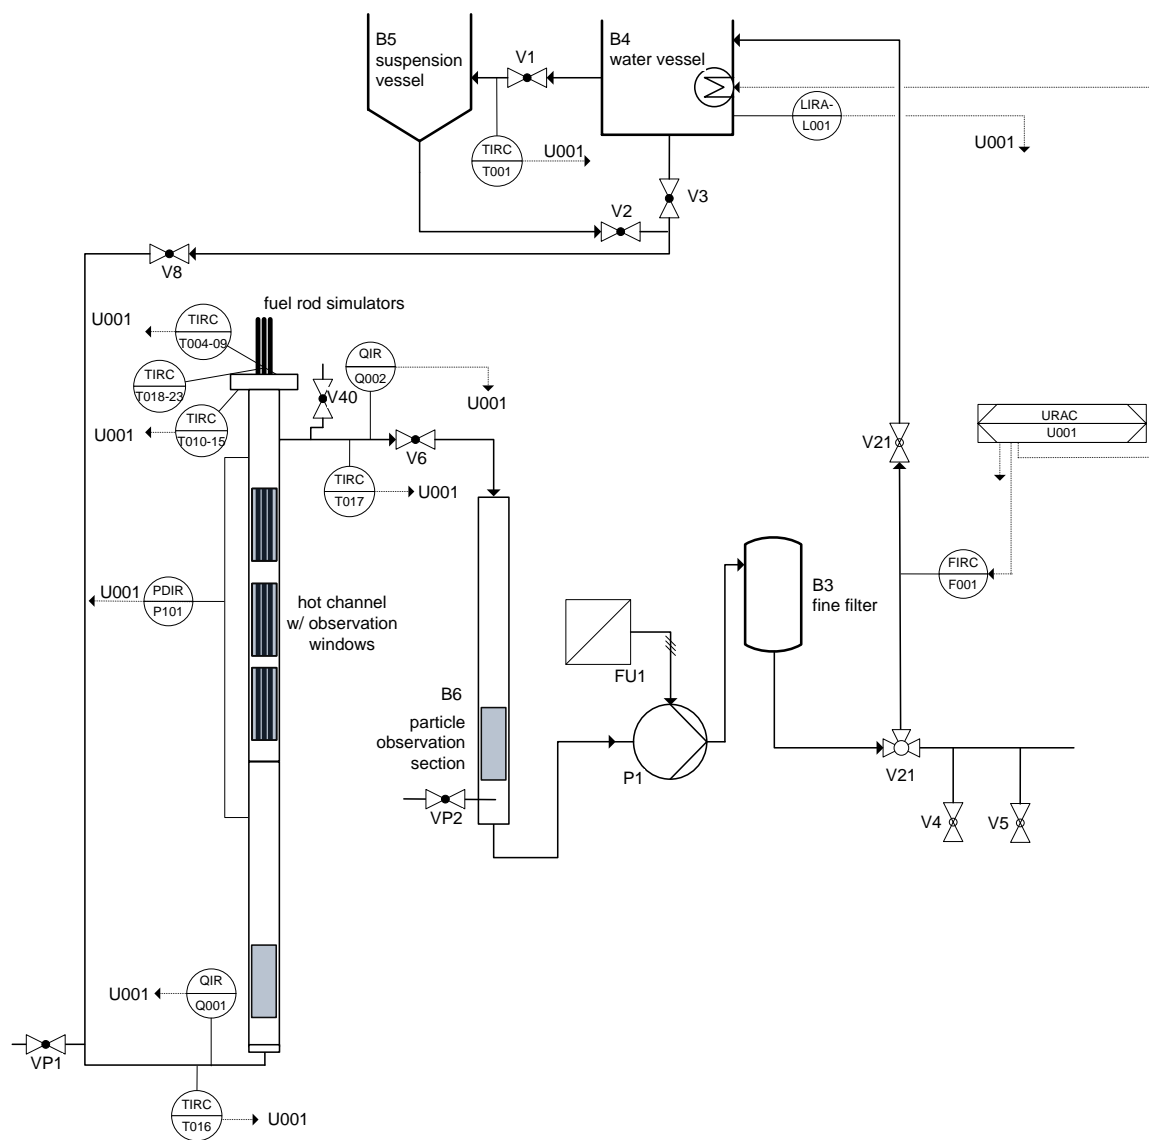 B5
suspension
vessel
V1
B4
water vessel
LIRA-
L001
U001
TIRC
T001
U001
V2
V3
V8
fuel rod simulators
U001
TIRC
T004-09
TIRC
T018-23
U001
TIRC
T010-15
V40
QIR
Q002
U001
V6
TIRC
T017
U001
V21
URAC
U001
U001
PDIR
P101
hot channel
w/ observation
windows
B3
fine filter
FIRC
F001
FU1
B6
particle
observation
section
P1
V21
VP2
V4
V5
U001
QIR
Q001
VP1
TIRC
T016
U001